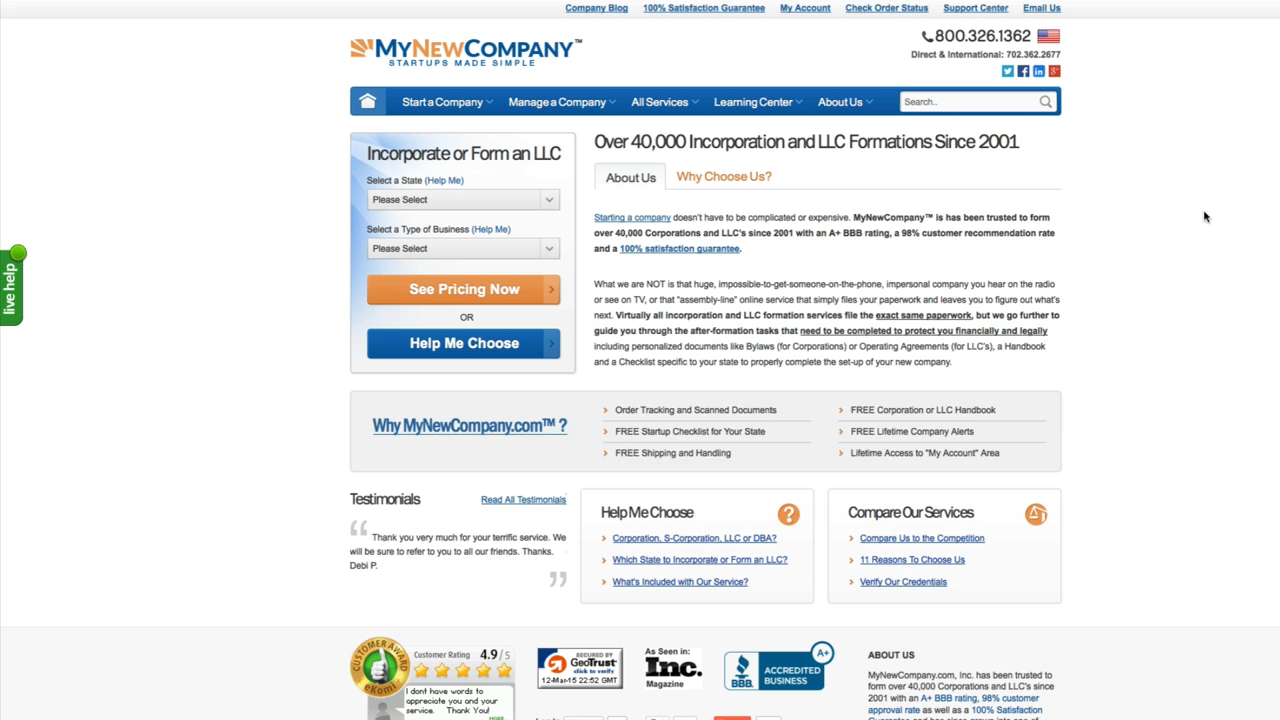 Company Blog 100% Satisfaction Guarantee My Account Check Order Status Support Center Email Us
MYNEWCOMPANY™
STARTUPS MADE SIMPLE
800.326.1362
Direct & International: 702.362.2677
Start a Company Manage a Company All Services Learning Center About Us Search..
Incorporate or Form an LLC
Select a State (Help Me)
Please Select
Select a Type of Business (Help Me)
Please Select
See Pricing Now
OR
Help Me Choose
Over 40,000 Incorporation and LLC Formations Since 2001
About Us Why Choose Us?
Starting a company doesn't have to be complicated or expensive. MyNewCompany™ is has been trusted to form
over 40,000 Corporations and LLC's since 2001 with an A+ BBB rating, a 98% customer recommendation rate
and a 100% satisfaction guarantee.
What we are NOT is that huge, impossible-to-get-someone-on-the-phone, impersonal company you hear on the radio
or see on TV, or that "assembly-line" online service that simply files your paperwork and leaves you to figure out what's
next. Virtually all incorporation and LLC formation services file the exact same paperwork, but we go further to
guide you through the after-formation tasks that need to be completed to protect you financially and legally
including personalized documents like Bylaws (for Corporations) or Operating Agreements (for LLC's), a Handbook
and a Checklist specific to your state to properly complete the set-up of your new company.
live help
Why MyNewCompany.com™ ?
Order Tracking and Scanned Documents
FREE Startup Checklist for Your State
FREE Shipping and Handling
FREE Corporation or LLC Handbook
FREE Lifetime Company Alerts
Lifetime Access to "My Account" Area
Testimonials Read All Testimonials
Thank you very much for your terrific service. We
will be sure to refer to you to all our friends. Thanks.
Debi P.
Help Me Choose
Corporation, S-Corporation, LLC or DBA?
Which State to Incorporate or Form an LLC?
What's Included with Our Service?
Compare Our Services
Compare Us to the Competition
11 Reasons To Choose Us
Verify Our Credentials
CUSTOMER AWARD
ekomi
Customer Rating 4.9 / 5
I dont have words to
appreciate you and your
service. Thank You!
MORE
SECURED BY
GeoTrust
click to verify
12-Mar-15 22:52 GMT
As Seen in:
Inc.
Magazine
BBB.
ACCREDITED
BUSINESS
A+
ABOUT US
MyNewCompany.com, Inc. has been trusted to
form over 40,000 Corporations and LLC's since
2001 with an A+ BBB rating, 98% customer
approval rate as well as a 100% Satisfaction